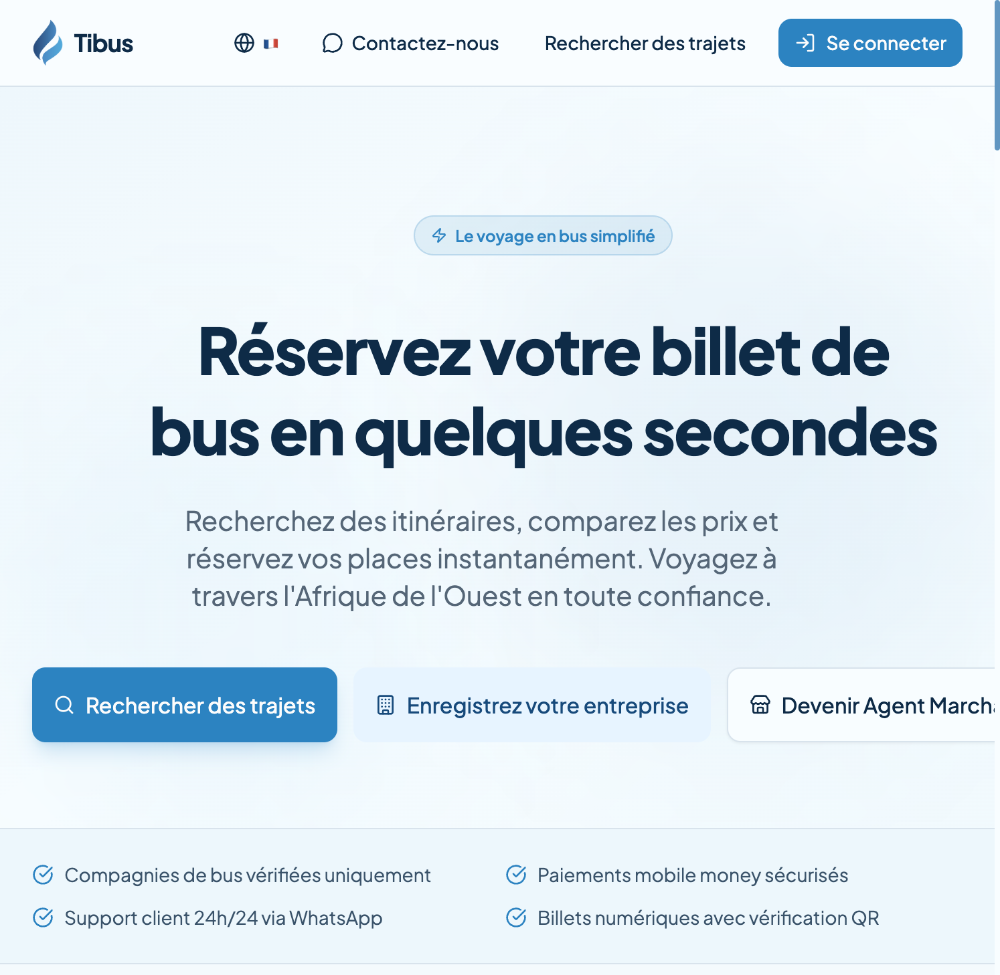 Tibus
Contactez-nous
Rechercher des trajets
Se connecter
Le voyage en bus simplifié
Réservez votre billet de
bus en quelques secondes
Recherchez des itinéraires, comparez les prix et
réservez vos places instantanément. Voyagez à
travers l'Afrique de l'Ouest en toute confiance.
Rechercher des trajets
Enregistrez votre entreprise
Devenir Agent
Compagnies de bus vérifiées uniquement
Paiements mobile money sécurisés
Support client 24h/24 via WhatsApp
Billets numériques avec vérification QR